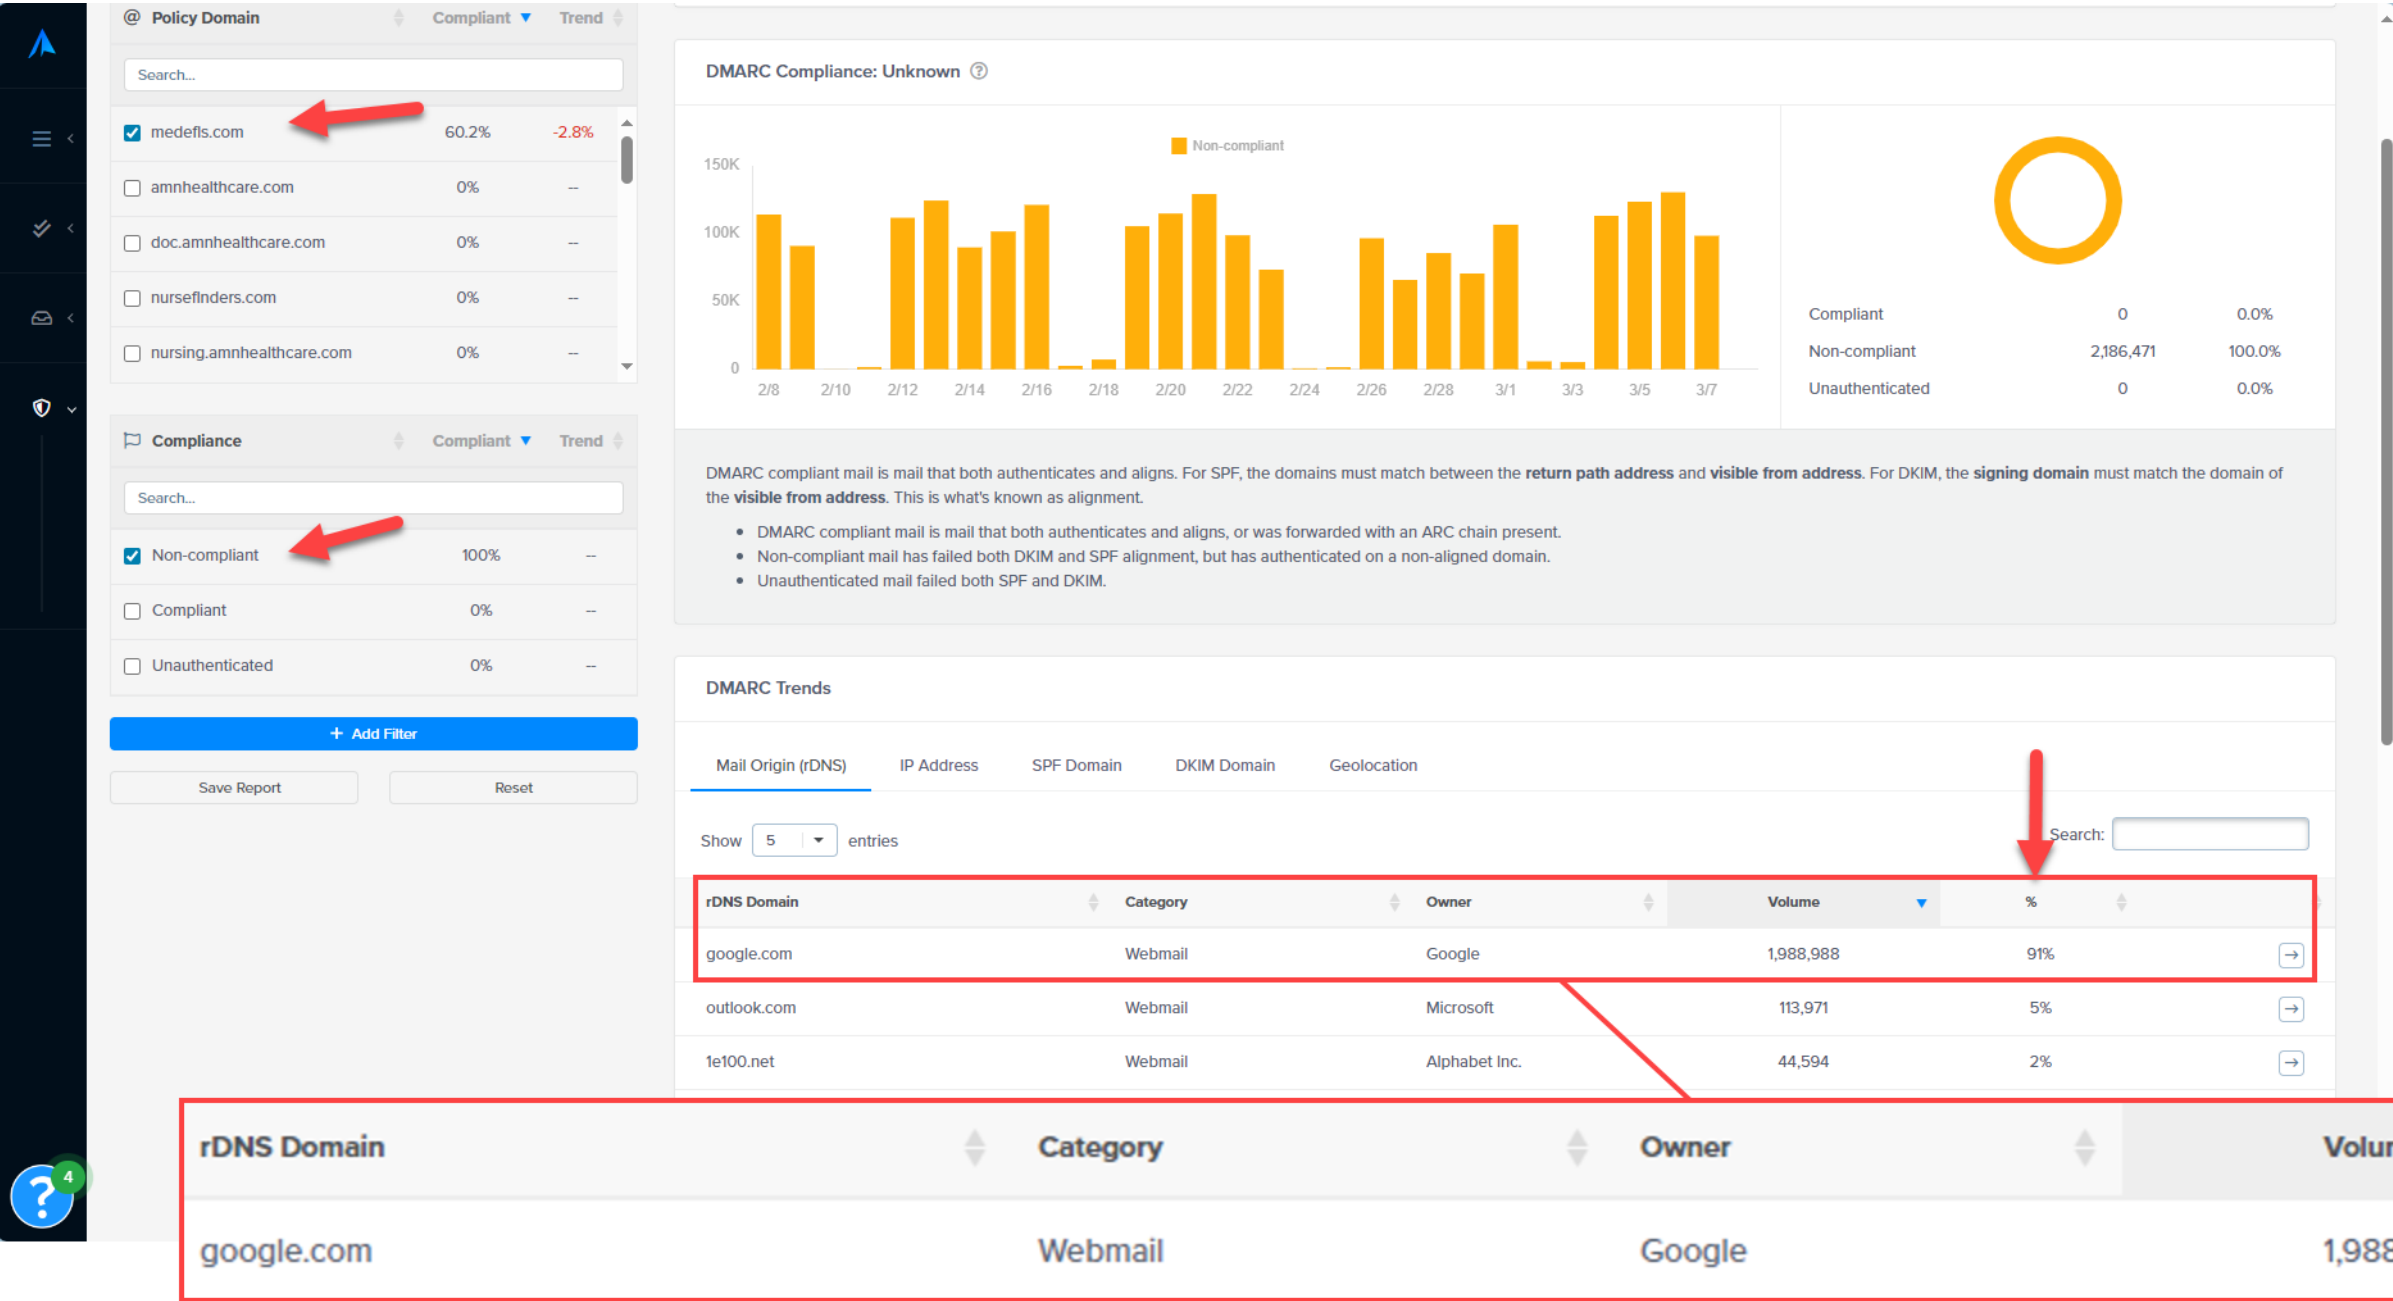 @ Policy Domain Compliant Trend
Search...
medefls.com 60.2% -2.8%
amnhealthcare.com 0% --
doc.amnhealthcare.com 0% --
nurseflnders.com 0% --
nursing.amnhealthcare.com 0% --
Compliance Compliant Trend
Search...
Non-compliant 100% --
Compliant 0% --
Unauthenticated 0% --
+ Add Filter
Save Report Reset
4
?
DMARC Compliance: Unknown ?
Non-compliant
150K
100K
50K
0
2/8 2/10 2/12 2/14 2/16 2/18 2/20 2/22 2/24 2/26 2/28 3/1 3/3 3/5 3/7
Compliant 0 0.0%
Non-compliant 2,186,471 100.0%
Unauthenticated 0 0.0%
DMARC compliant mail is mail that both authenticates and aligns. For SPF, the domains must match between the return path address and visible from address. For DKIM, the signing domain must match the domain of
the visible from address. This is what's known as alignment.
• DMARC compliant mail is mail that both authenticates and aligns, or was forwarded with an ARC chain present.
• Non-compliant mail has failed both DKIM and SPF alignment, but has authenticated on a non-aligned domain.
• Unauthenticated mail failed both SPF and DKIM.
DMARC Trends
Mail Origin (rDNS) IP Address SPF Domain DKIM Domain Geolocation
Show 5 entries
Search:
rDNS Domain Category Owner Volume %
google.com Webmail Google 1,988,988 91%
outlook.com Webmail Microsoft 113,971 5%
1e100.net Webmail Alphabet Inc. 44,594 2%
rDNS Domain Category Owner Volum
google.com Webmail Google 1,988